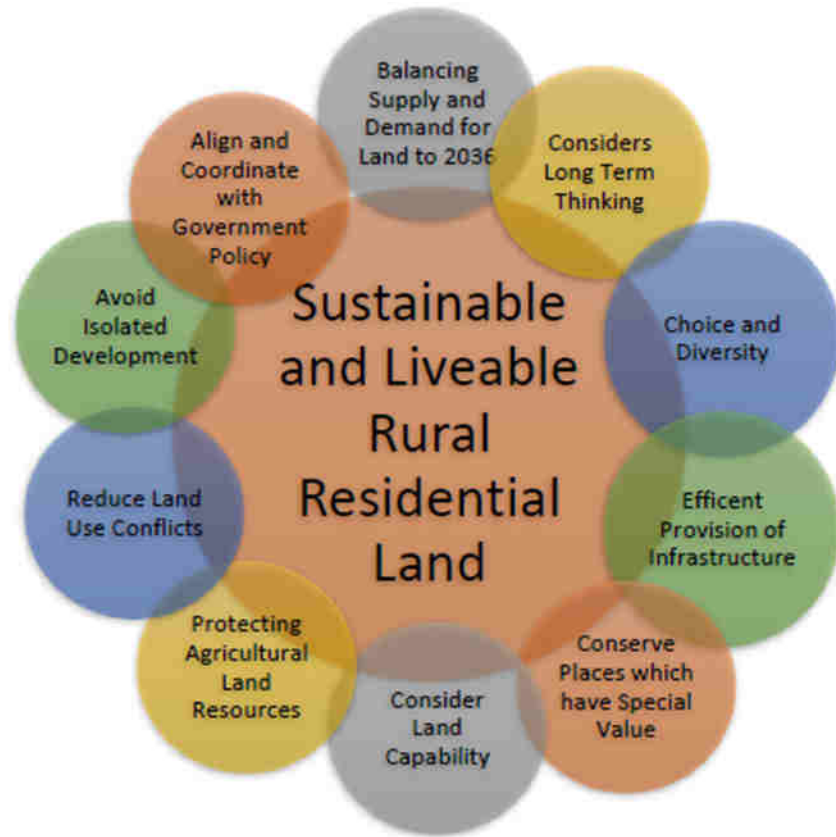 Balancing
Supply and
Demand for
Land to 2036
Considers
Long Term
Thinking
Choice and
Diversity
Efficent
Provision of
Infrastructure
Conserve
Places which
have Special
Value
Consider
Land
Capability
Protecting
Agricultural
Land
Resources
Reduce Land
Use Conflicts
Avoid
Isolated
Development
Align and
Coordinate
with
Government
Policy
Sustainable
and Liveable
Rural
Residential
Land